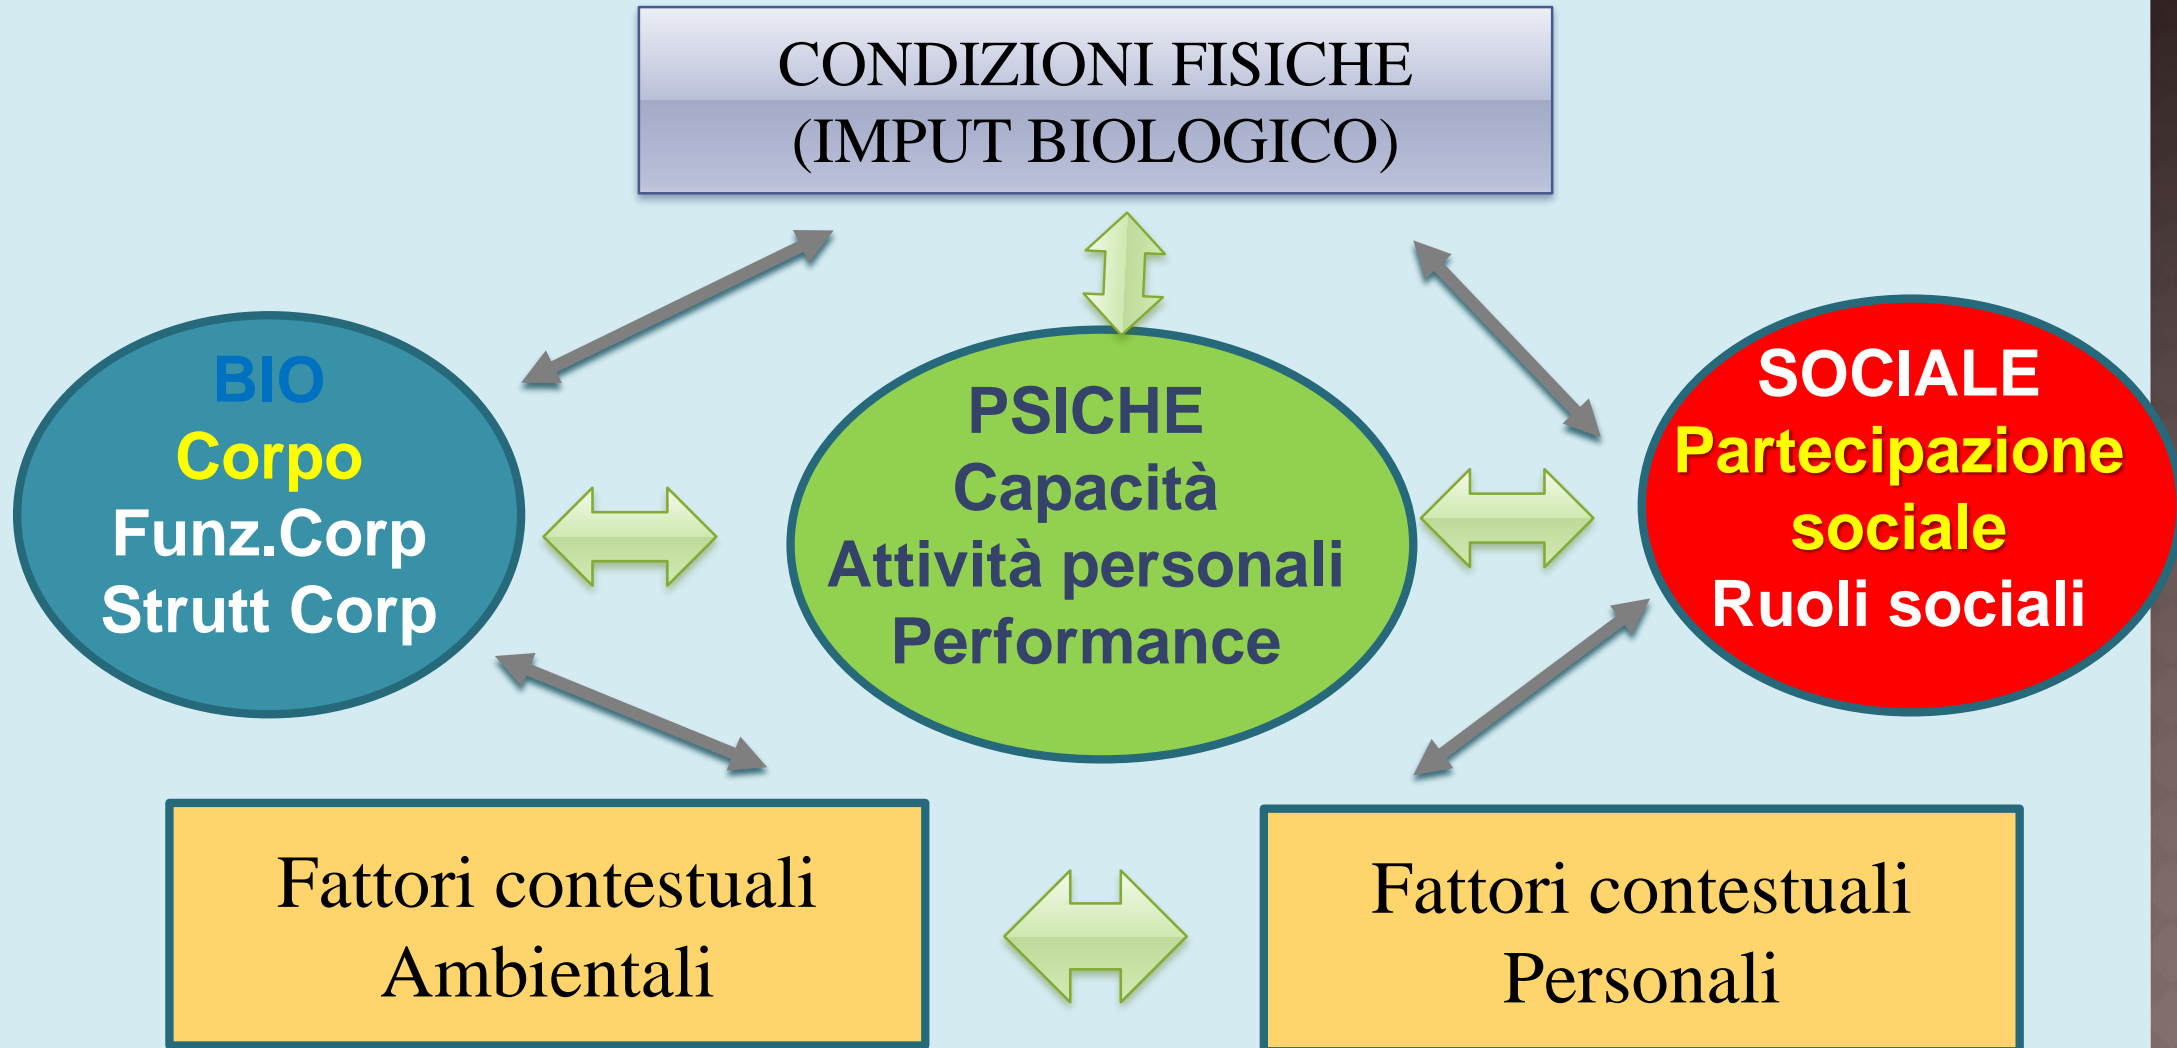 CONDIZIONI FISICHE
(IMPUT BIOLOGICO)
BIO
Corpo
Funz.Corp
Strutt Corp
PSICHE
Capacità
Attività personali
Performance
SOCIALE
Partecipazione
sociale
Ruoli sociali
Fattori contestuali
Ambientali
Fattori contestuali
Personali